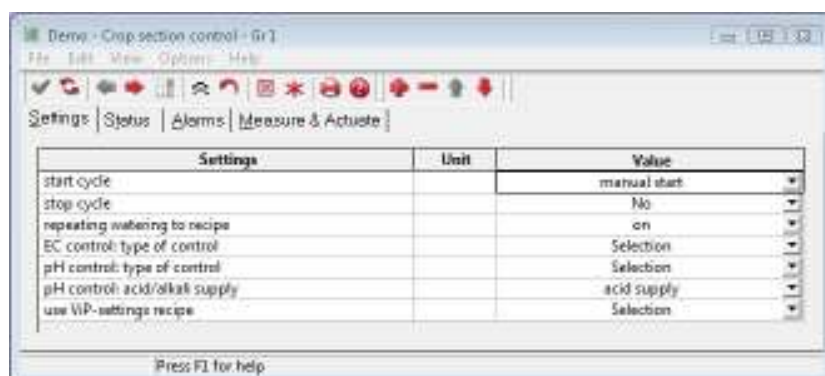 Demo - Crop section control - Gr 1
File Edit View Options Help
Settings Status Alarms Measure & Actuate
Settings Unit Value
start cycle manual start
stop cycle No
repeating watering to recipe on
EC control: type of control Selection
pH control: type of control Selection
pH control: acid/alkali supply acid supply
use ViP-settings recipe Selection
Press F1 for help